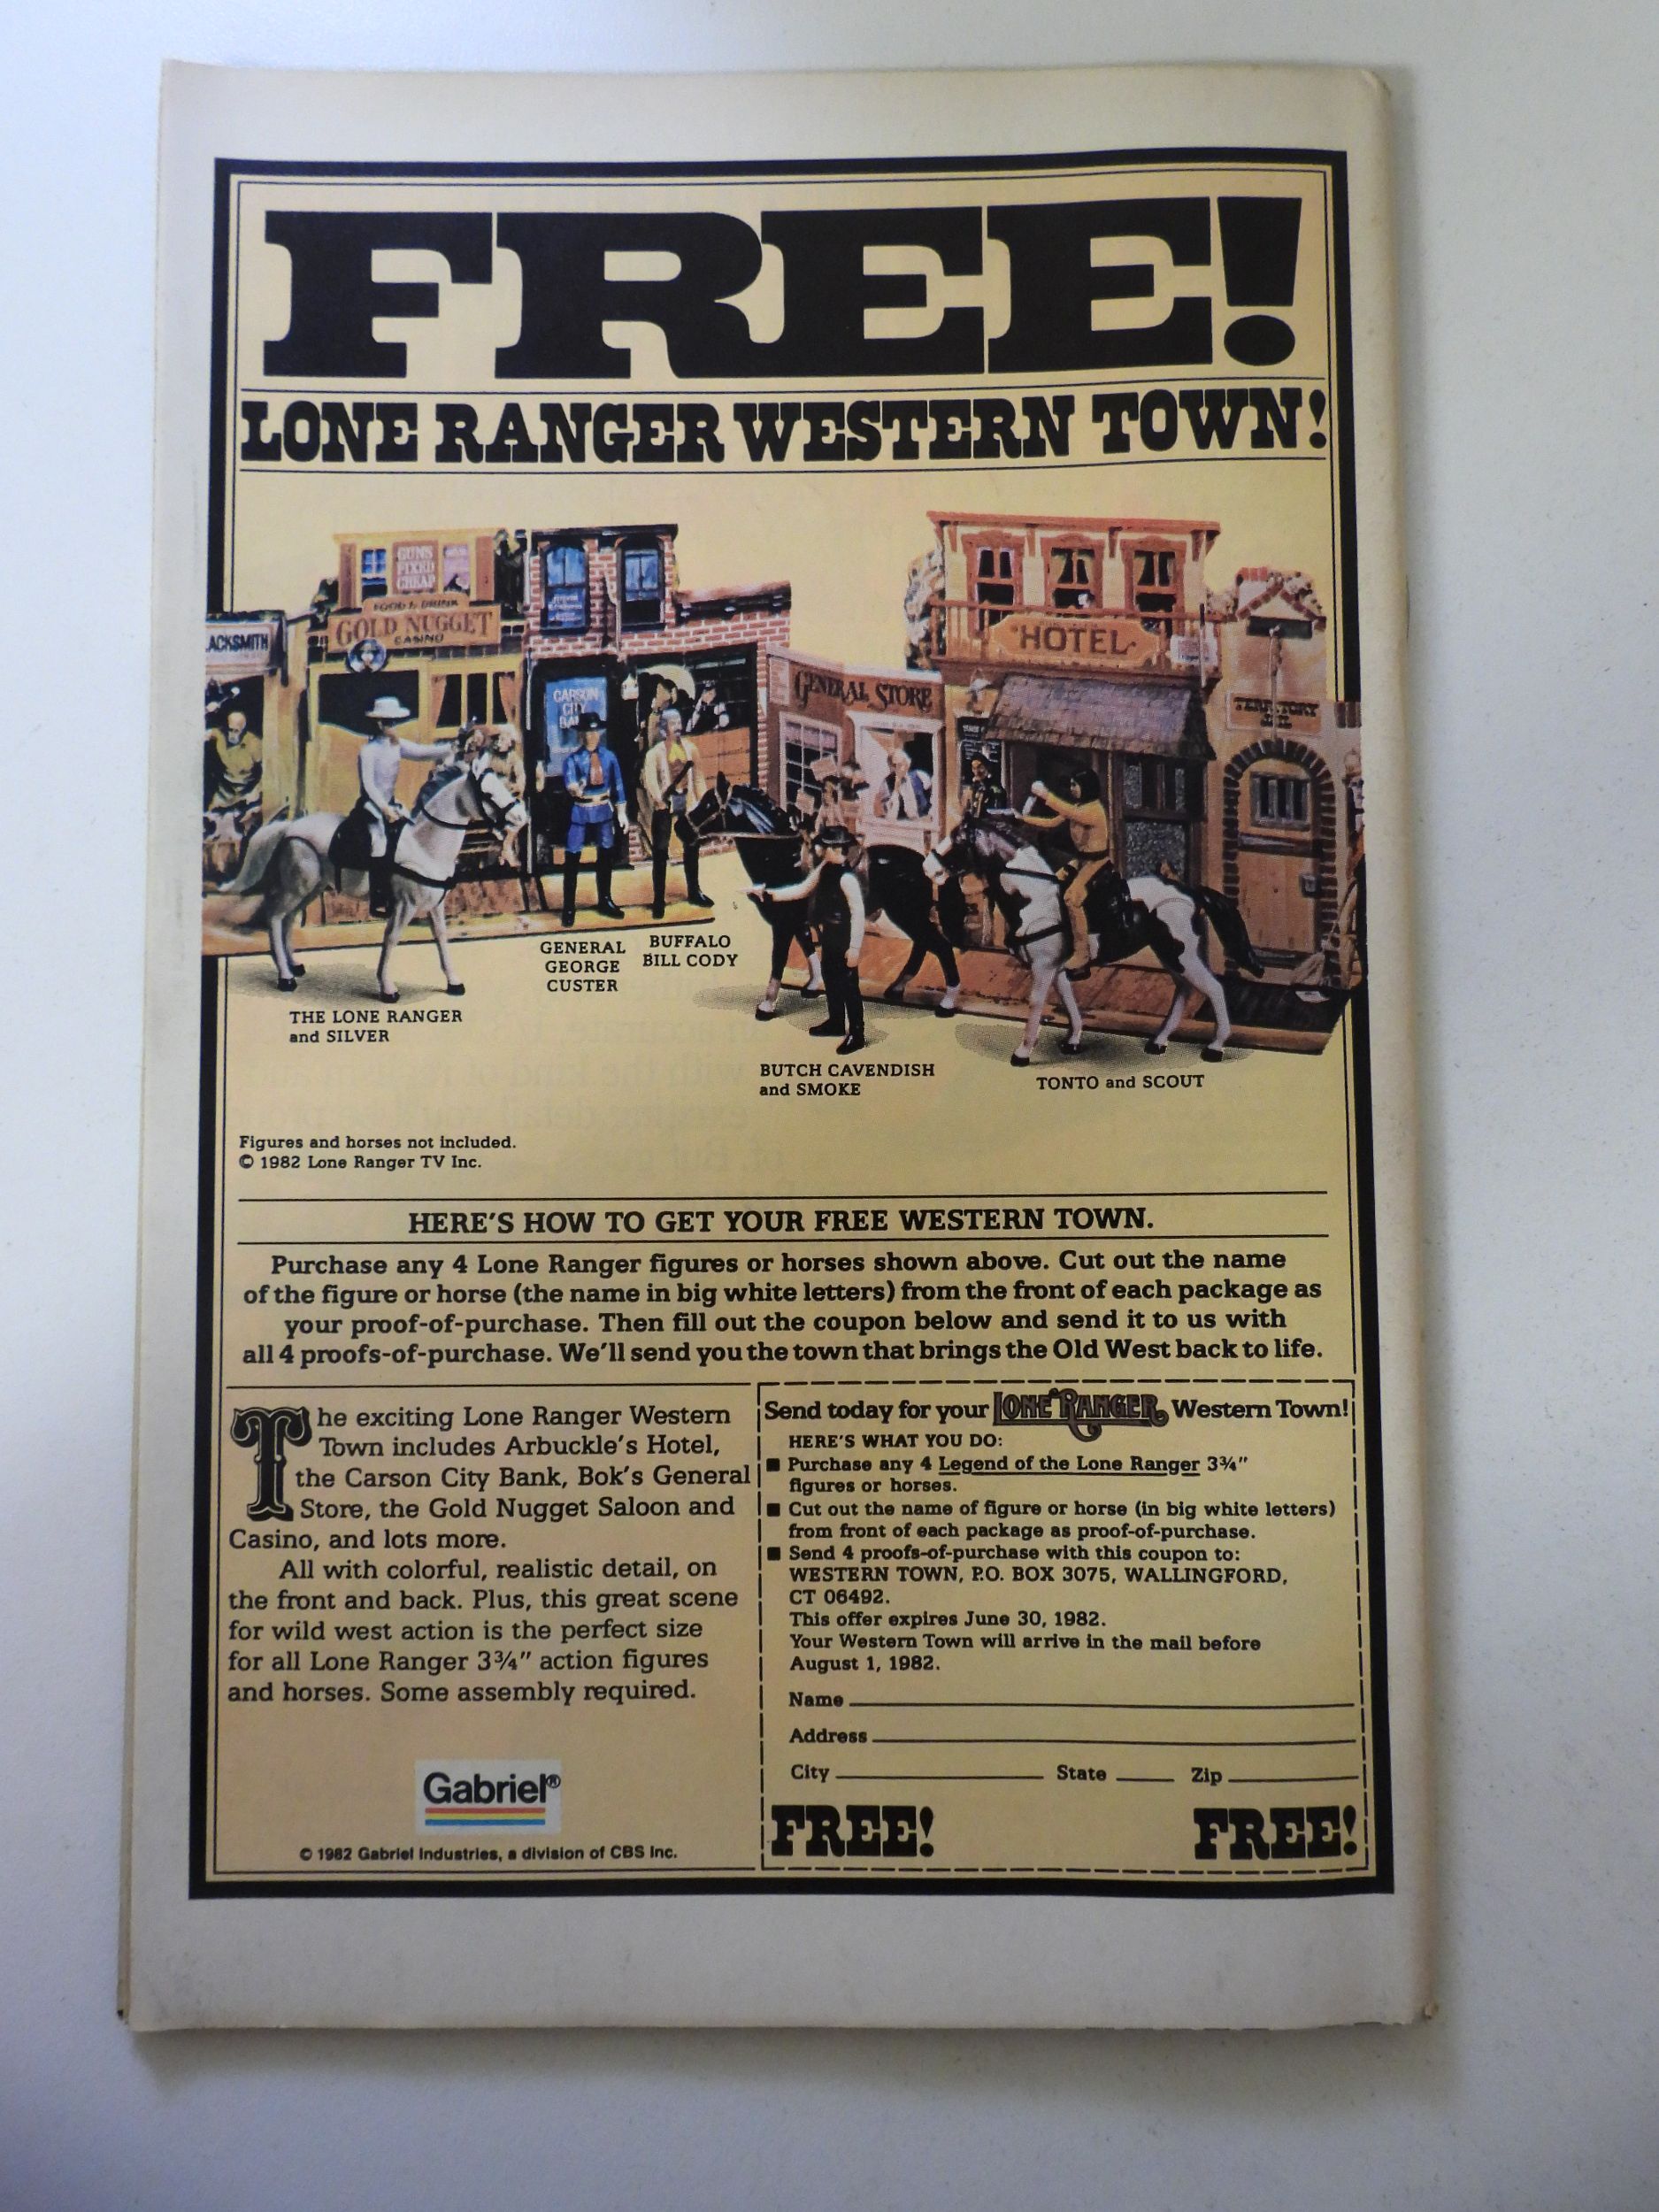 FREE!
LONE RANGER WESTERN TOWN!
GUNS
FIXED
CHEAP
FOOD & DRINK
GOLD NUGGET
CASINO
ACKSMITH
CARSON
CITY
HOTEL
GENERAL STORE
GENERAL
GEORGE
CUSTER
BUFFALO
BILL CODY
THE LONE RANGER
and SILVER
BUTCH CAVENDISH
and SMOKE
TONTO and SCOUT
Figures and horses not included.
© 1982 Lone Ranger TV Inc.
HERE'S HOW TO GET YOUR FREE WESTERN TOWN.
Purchase any 4 Lone Ranger figures or horses shown above. Cut out the name
of the figure or horse (the name in big white letters) from the front of each package as
your proof-of-purchase. Then fill out the coupon below and send it to us with
all 4 proofs-of-purchase. We'll send you the town that brings the Old West back to life.
The exciting Lone Ranger Western
Town includes Arbuckle's Hotel,
the Carson City Bank, Bok's General
Store, the Gold Nugget Saloon and
Casino, and lots more.
All with colorful, realistic detail, on
the front and back. Plus, this great scene
for wild west action is the perfect size
for all Lone Ranger 3¾" action figures
and horses. Some assembly required.
Gabriel®
© 1982 Gabriel Industries, a division of CBS Inc.
Send today for your LONE RANGER Western Town!
HERE'S WHAT YOU DO:
■ Purchase any 4 Legend of the Lone Ranger 3¾"
figures or horses.
■ Cut out the name of figure or horse (in big white letters)
from front of each package as proof-of-purchase.
■ Send 4 proofs-of-purchase with this coupon to:
WESTERN TOWN, P.O. BOX 3075, WALLINGFORD,
CT 06492.
This offer expires June 30, 1982.
Your Western Town will arrive in the mail before
August 1, 1982.
Name
Address
City State Zip
FREE! FREE!